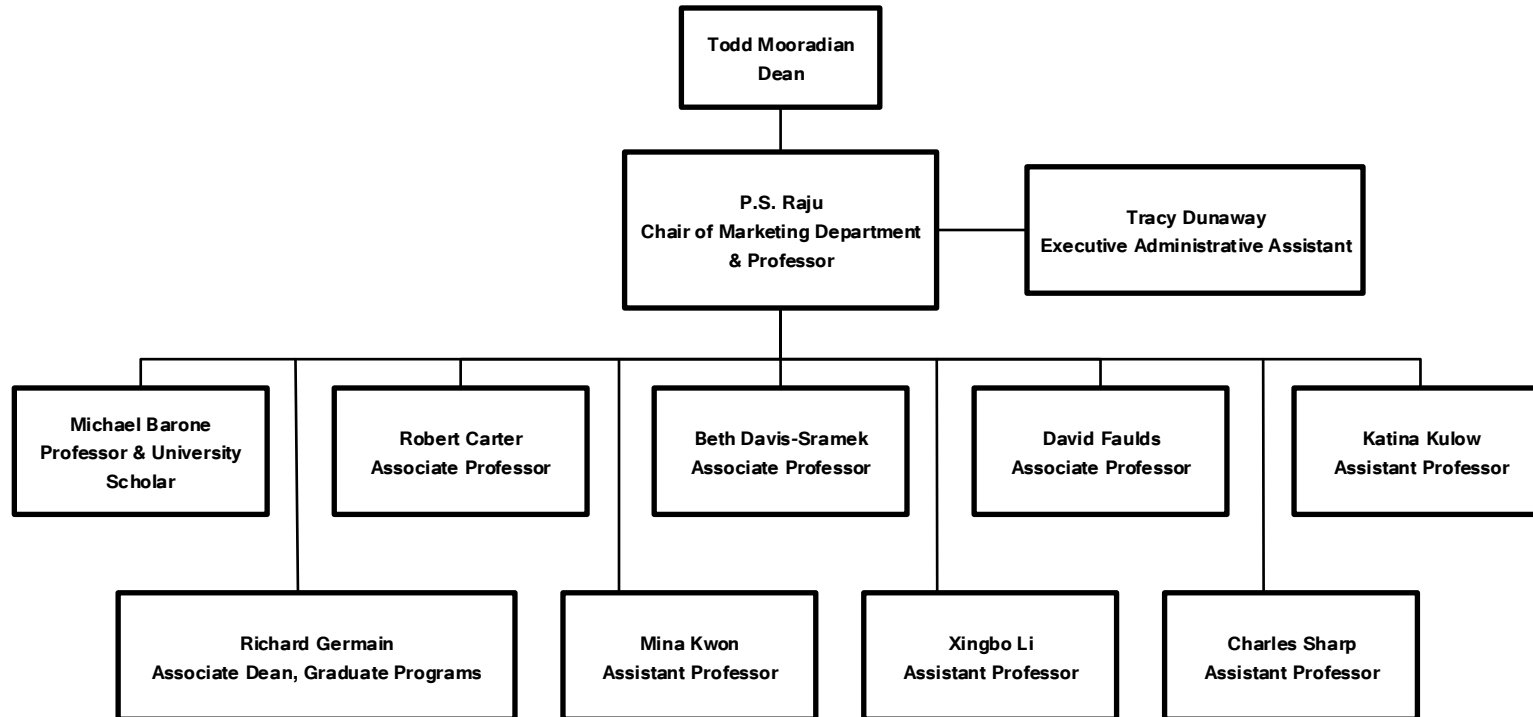 Todd Mooradian
Dean
P.S. Raju
Chair of Marketing Department
& Professor
Tracy Dunaway
Executive Administrative Assistant
Michael Barone
Professor & University
Scholar
Robert Carter
Associate Professor
Beth Davis-Sramek
Associate Professor
David Faulds
Associate Professor
Katina Kulow
Assistant Professor
Richard Germain
Associate Dean, Graduate Programs
Mina Kwon
Assistant Professor
Xingbo Li
Assistant Professor
Charles Sharp
Assistant Professor